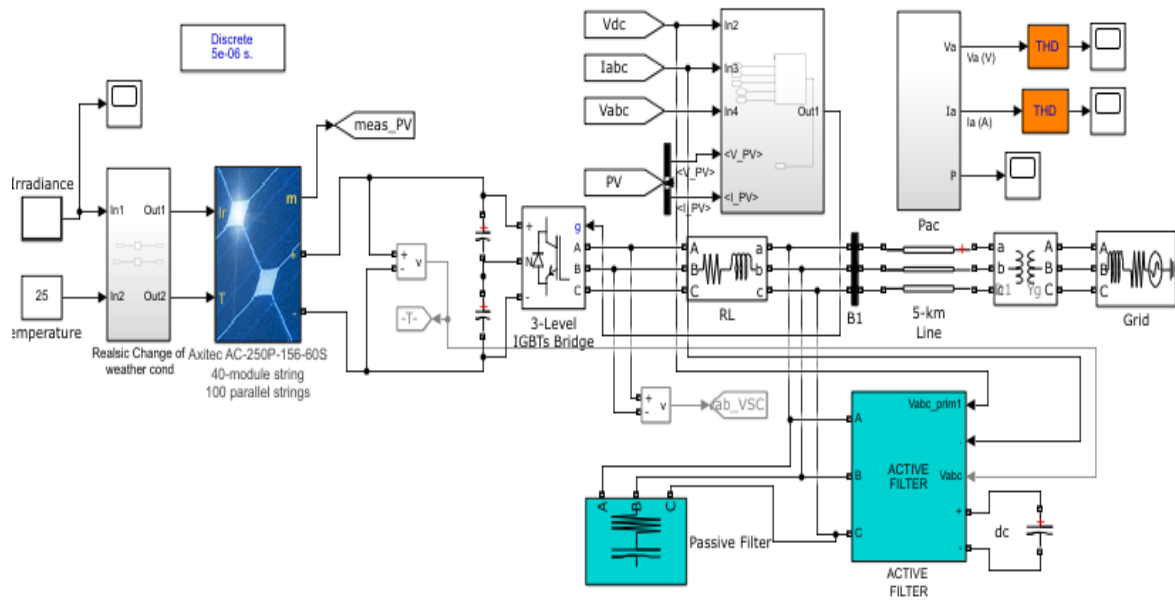 Discrete
5e-06 s.
Vdc
Iabc
Vabc
PV
In2
In3
In4
Out1
<V_PV>
<I_PV>
<V_PV>
<I_PV>
Va
Va (V)
THD
Ia
Ia (A)
THD
P
Pac
meas_PV
Irradiance
In1
In2
Out1
Out2
25
emperature
Realsic Change of
weather cond
Ir
T
m
+
-
Axitec AC-250P-156-60S
40-module string
100 parallel strings
+
-
v
-T-
+
N
-
g
A
B
C
3-Level
IGBTs Bridge
A
B
C
a
b
c
RL
B1
5-km
Line
a
b
A
B
C
Yg
A
B
C
Grid
+
-
v
ab_VSC
A
B
C
Passive Filter
A
B
C
Vabc_prim1
Vabc
+
-
ACTIVE
FILTER
dc
ACTIVE
FILTER